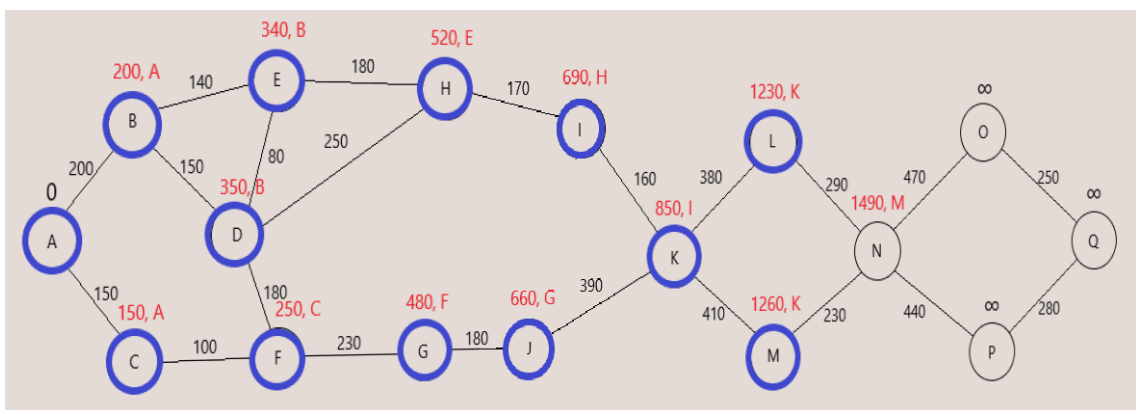 340, B
520, E
200, A
690, H
1230, K
∞
E
180
H
170
140
B
I
L
O
200
150
80
250
160
380
290
470
250
0
350, B
850, I
1490, M
∞
A
D
K
N
Q
150
180
390
410
230
440
280
150, A
250, C
480, F
660, G
1260, K
∞
C
100
F
230
G
180
J
M
P